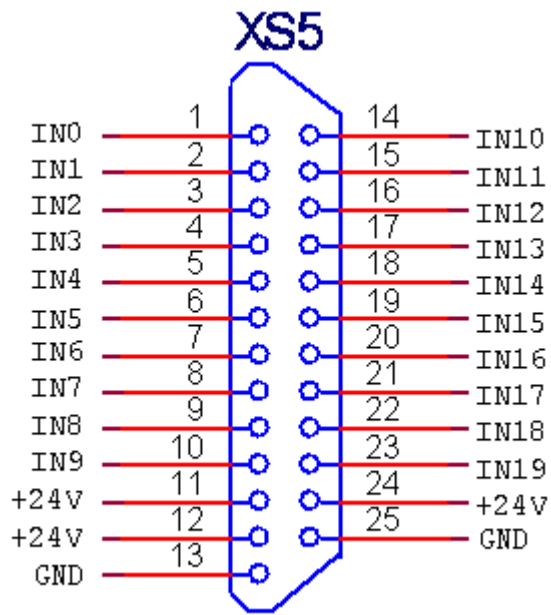 XS5
IN0 1 14 IN10
IN1 2 15 IN11
IN2 3 16 IN12
IN3 4 17 IN13
IN4 5 18 IN14
IN5 6 19 IN15
IN6 7 20 IN16
IN7 8 21 IN17
IN8 9 22 IN18
IN9 10 23 IN19
+24V 11 24 +24V
+24V 12 25 GND
GND 13